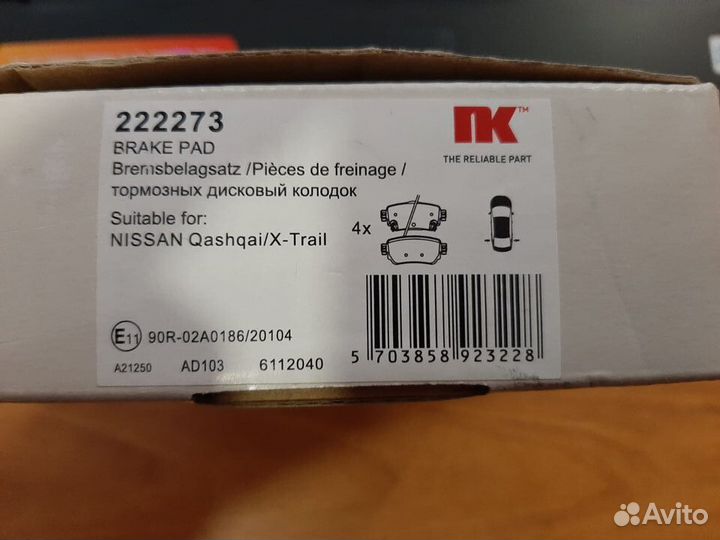 222273
BRAKE PAD
Bremsbelagsatz /Pièces de freinage /
тормозных дисковый колодок
Suitable for:
NISSAN Qashqai/X-Trail
NK™
THE RELIABLE PART
4x
E11 90R-02A0186/20104
A21250 AD103 6112040
5 703858 923228
Avito